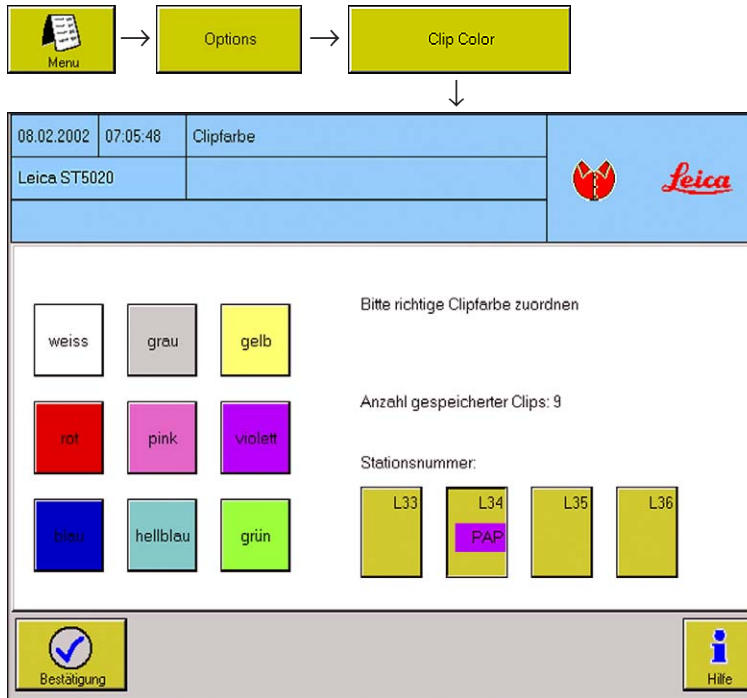 Menu
Options
Clip Color
08.02.2002 07:05:48 Clipfarbe
Leica ST5020
Leica
Bitte richtige Clipfarbe zuordnen
weiss grau gelb
Anzahl gespeicherter Clips: 9
rot pink violett
Stationsnummer:
L33 L34 L35 L36
PAP
blau hellblau grün
Bestätigung
Hilfe